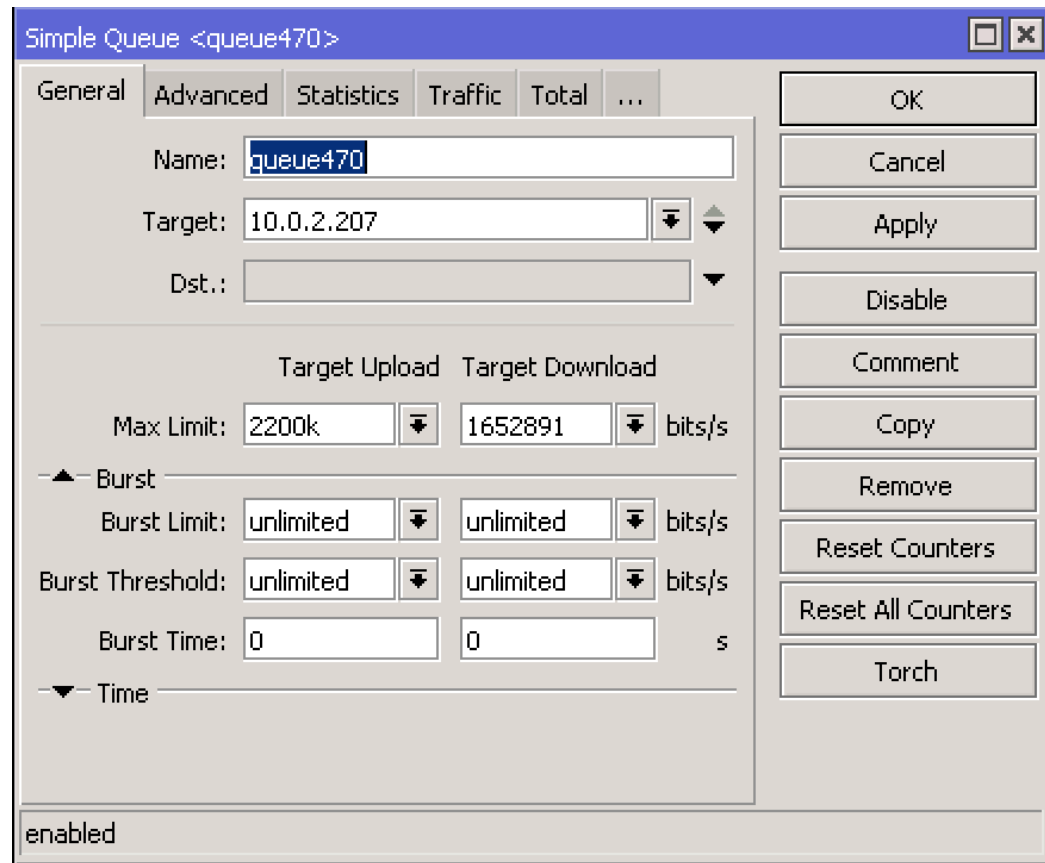 Simple Queue <queue470>
General Advanced Statistics Traffic Total ...
OK
Name: queue470
Cancel
Target: 10.0.2.207
Apply
Dst.:
Disable
Target Upload Target Download
Comment
Max Limit: 2200k 1652891 bits/s
Copy
Burst
Remove
Burst Limit: unlimited unlimited bits/s
Reset Counters
Burst Threshold: unlimited unlimited bits/s
Reset All Counters
Burst Time: 0 0 s
Torch
Time
enabled